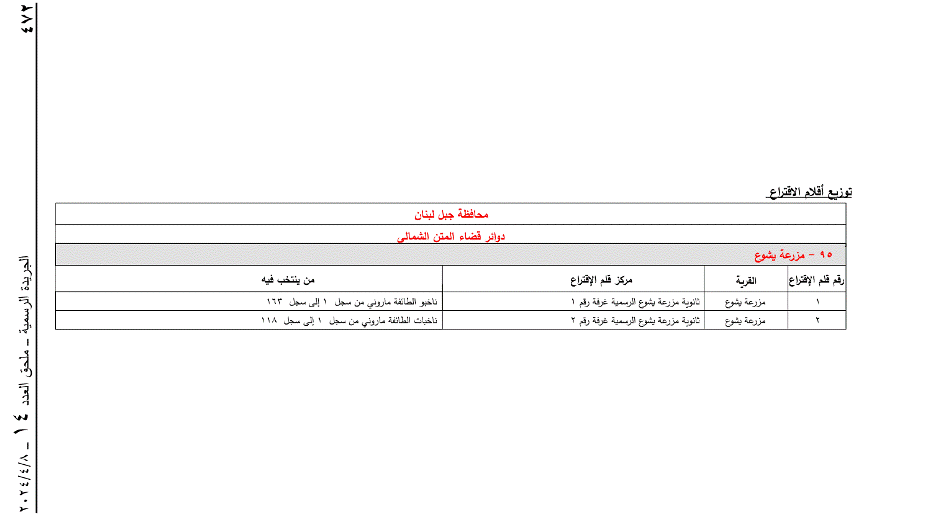 ٤٧٢
الجريدة الرسمية – ملحق العدد ١٤ – ٢٠٢٤/٤/٨
توزيع أقلام الاقتراع
محافظة جبل لبنان
دوائر قضاء المتن الشمالي
٩٥ - مزرعة يشوع
رقم قلم الإقتراع القرية مركز قلم الإقتراع من ينتخب فيه
١ مزرعة يشوع ثانوية مزرعة يشوع الرسمية غرفة رقم ١ ناخبو الطائفة ماروني من سجل ١ إلى سجل ١٦٣
٢ مزرعة يشوع ثانوية مزرعة يشوع الرسمية غرفة رقم ٢ ناخبات الطائفة ماروني من سجل ١ إلى سجل ١١٨